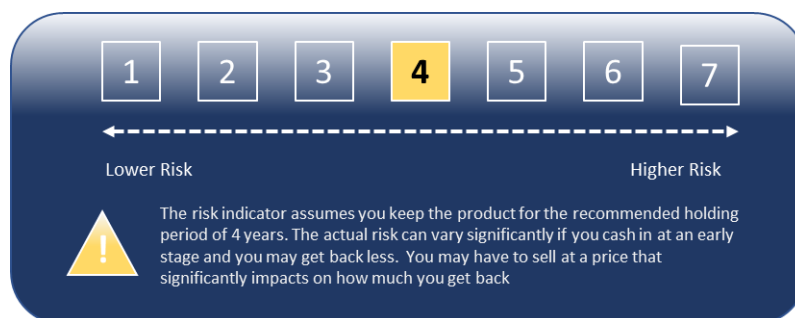 1 2 3 4 5 6 7
Lower Risk Higher Risk
! The risk indicator assumes you keep the product for the recommended holding
period of 4 years. The actual risk can vary significantly if you cash in at an early
stage and you may get back less. You may have to sell at a price that
significantly impacts on how much you get back